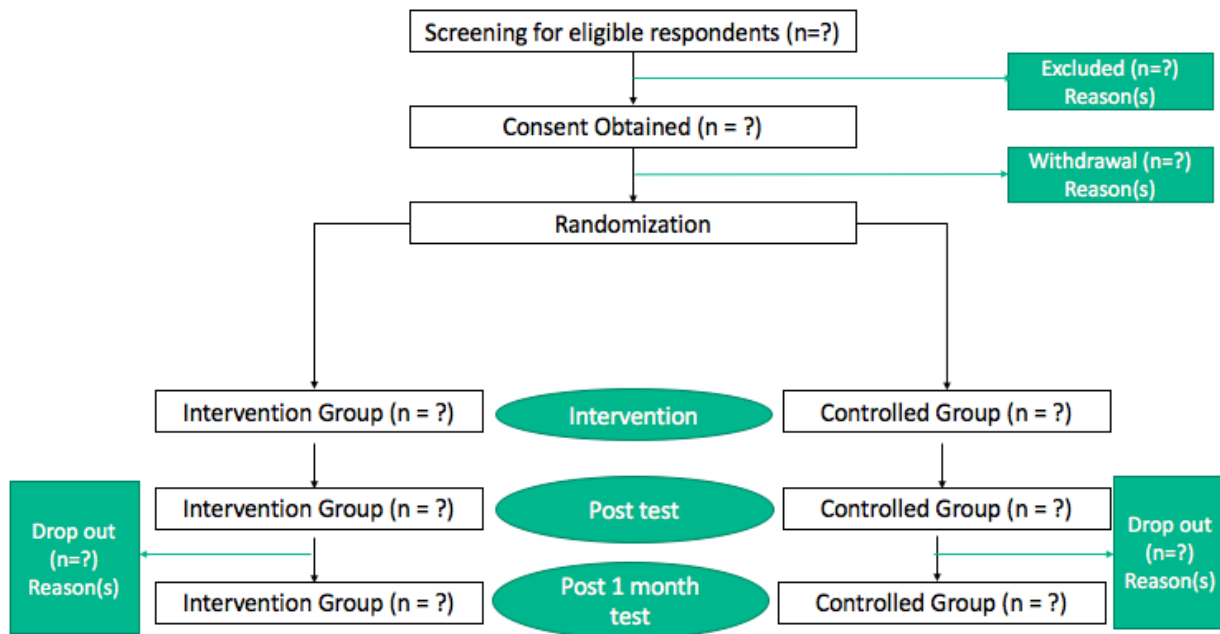 Screening for eligible respondents (n=?)
Excluded (n=?)
Reason(s)
Consent Obtained (n = ?)
Withdrawal (n=?)
Reason(s)
Randomization
Intervention Group (n = ?)
Intervention
Controlled Group (n = ?)
Intervention Group (n = ?)
Post test
Controlled Group (n = ?)
Drop out
(n=?)
Reason(s)
Drop out
(n=?)
Reason(s)
Intervention Group (n = ?)
Post 1 month
test
Controlled Group (n = ?)